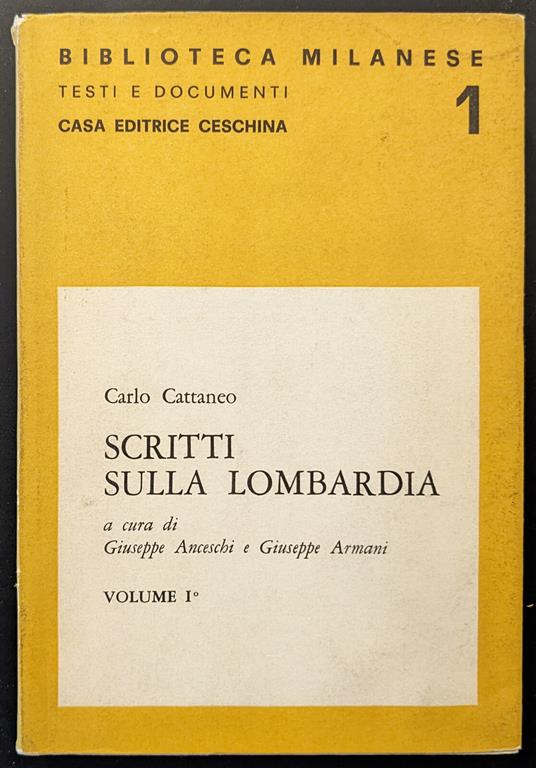 BIBLIOTECA MILANESE
TESTI E DOCUMENTI
CASA EDITRICE CESCHINA
1
Carlo Cattaneo
SCRITTI
SULLA LOMBARDIA
a cura di
Giuseppe Anceschi e Giuseppe Armani
VOLUME Iº